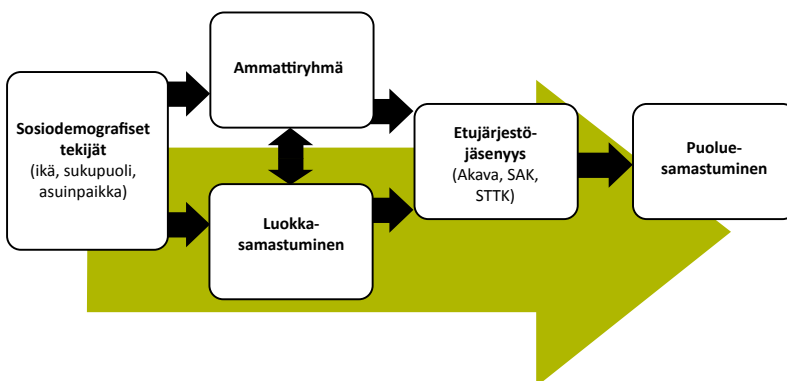 Sosiodemografiset
tekijät
(ikä, sukupuoli,
asuinpaikka)
Ammattiryhmä
Luokka-
samastuminen
Etujärjestö-
jäsenyys
(Akava, SAK,
STTK)
Puolue-
samastuminen